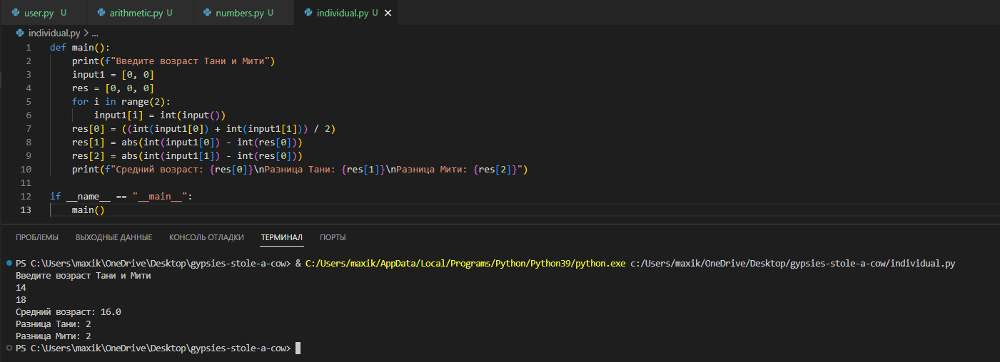 user.py U arithmetic.py U numbers.py U individual.py U ×
individual.py > ...
1 def main():
2     print(f"Введите возраст Тани и Мити")
3     input1 = [0, 0]
4     res = [0, 0, 0]
5     for i in range(2):
6         input1[i] = int(input())
7     res[0] = ((int(input1[0]) + int(input1[1])) / 2)
8     res[1] = abs(int(input1[0]) - int(res[0]))
9     res[2] = abs(int(input1[1]) - int(res[0]))
10     print(f"Средний возраст: {res[0]}\nРазница Тани: {res[1]}\nРазница Мити: {res[2]}")
11
12 if __name__ == "__main__":
13     main()
ПРОБЛЕМЫ ВЫХОДНЫЕ ДАННЫЕ КОНСОЛЬ ОТЛАДКИ ТЕРМИНАЛ ПОРТЫ
PS C:\Users\maxik\OneDrive\Desktop\gypsies-stole-a-cow> & C:/Users/maxik/AppData/Local/Programs/Python/Python39/python.exe c:/Users/maxik/OneDrive/Desktop/gypsies-stole-a-cow/individual.py
Введите возраст Тани и Мити
14
18
Средний возраст: 16.0
Разница Тани: 2
Разница Мити: 2
PS C:\Users\maxik\OneDrive\Desktop\gypsies-stole-a-cow>